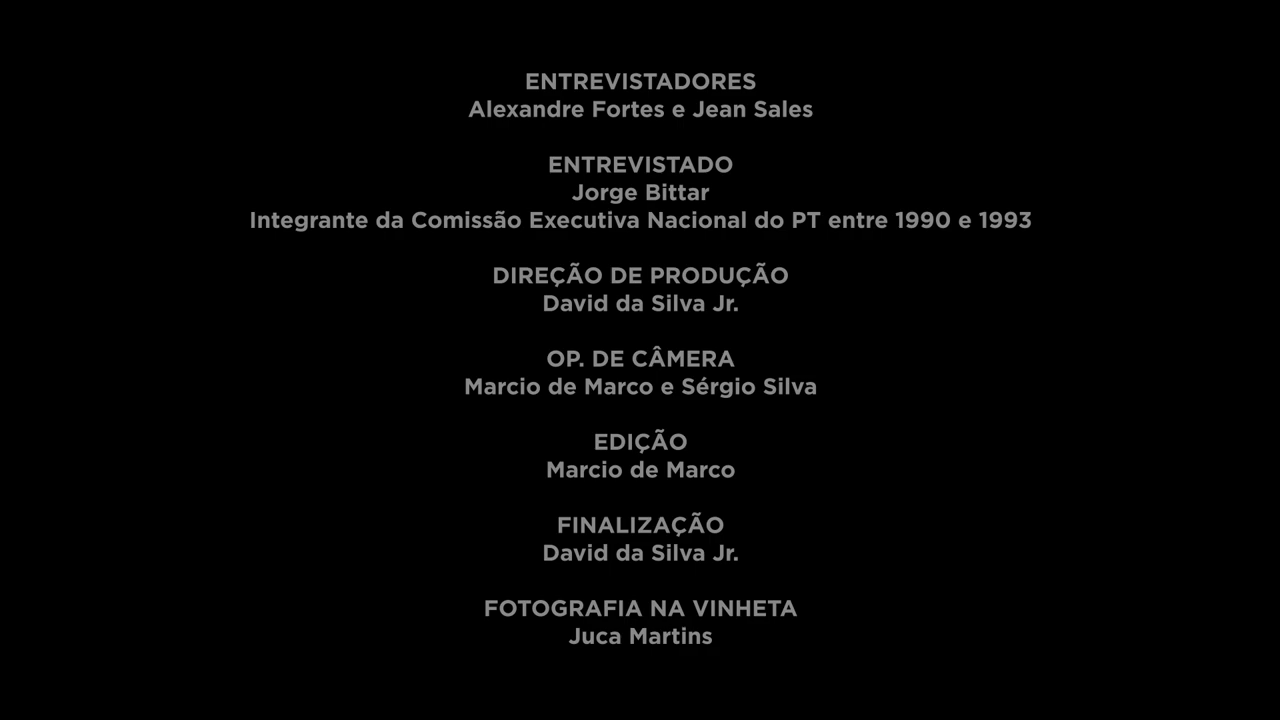 ENTREVISTADORES
Alexandre Fortes e Jean Sales
ENTREVISTADO
Jorge Bittar
Integrante da Comissão Executiva Nacional do PT entre 1990 e 1993
DIREÇÃO DE PRODUÇÃO
David da Silva Jr.
OP. DE CÂMERA
Marcio de Marco e Sérgio Silva
EDIÇÃO
Marcio de Marco
FINALIZAÇÃO
David da Silva Jr.
FOTOGRAFIA NA VINHETA
Juca Martins